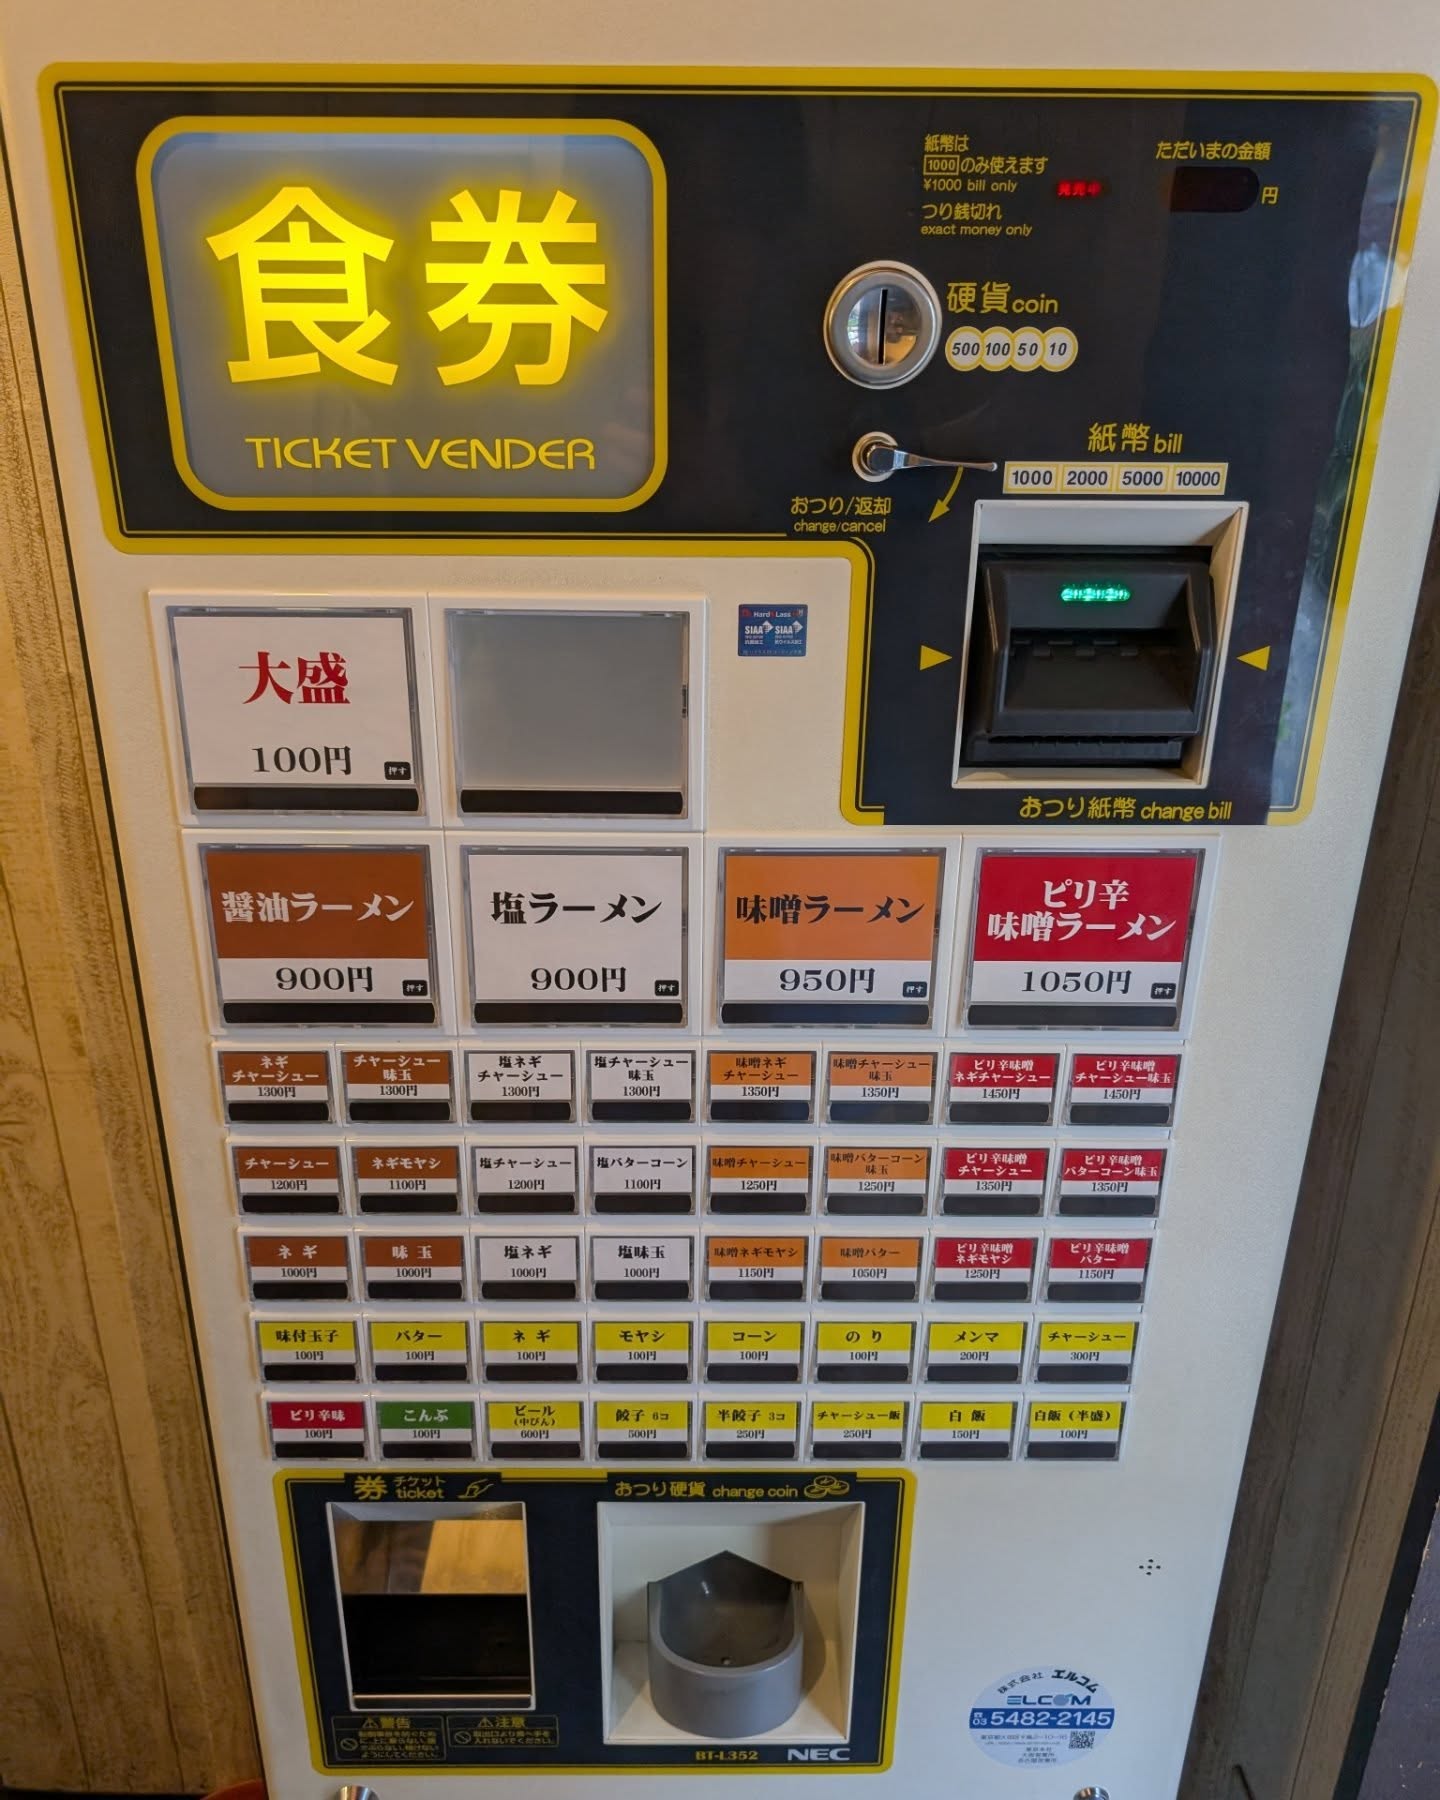 食券
TICKET VENDER
紙幣は
1000のみ使えます
¥1000 bill only
発売中
つり銭切れ
exact money only
ただいまの金額
円
硬貨coin
500 100 50 10
おつり/返却
change/cancel
紙幣bill
1000 2000 5000 10000
おつり紙幣 change bill
SIAA SIAA
大盛
100円
押す
醤油ラーメン
900円
押す
塩ラーメン
900円
押す
味噌ラーメン
950円
押す
ピリ辛
味噌ラーメン
1050円
押す
ネギ
チャーシュー
1300円
チャーシュー
味玉
1300円
塩ネギ
チャーシュー
1300円
塩チャーシュー
味玉
1300円
味噌ネギ
チャーシュー
1350円
味噌チャーシュー
味玉
1350円
ピリ辛味噌
ネギチャーシュー
1450円
ピリ辛味噌
チャーシュー味玉
1450円
チャーシュー
1200円
ネギモヤシ
1100円
塩チャーシュー
1200円
塩バターコーン
1100円
味噌チャーシュー
1250円
味噌バターコーン
味玉
1250円
ピリ辛味噌
チャーシュー
1350円
ピリ辛味噌
バターコーン味玉
1350円
ネギ
1000円
味玉
1000円
塩ネギ
1000円
塩味玉
1000円
味噌ネギモヤシ
1150円
味噌バター
1050円
ピリ辛味噌
ネギモヤシ
1250円
ピリ辛味噌
バター
1150円
味付玉子
100円
バター
100円
ネギ
100円
モヤシ
100円
コーン
100円
のり
100円
メンマ
200円
チャーシュー
300円
ピリ辛味
100円
こんぶ
100円
ビール
(中びん)
600円
餃子 6コ
500円
半餃子 3コ
250円
チャーシュー飯
250円
白飯
150円
白飯(半盛)
100円
券 チケット
ticket
おつり硬貨 change coin
警告
注意
取出口より奥へ手を
入れないでください。
BT-L352 NEC
株式会社 エルコム
ELCOM
03 5482-2145